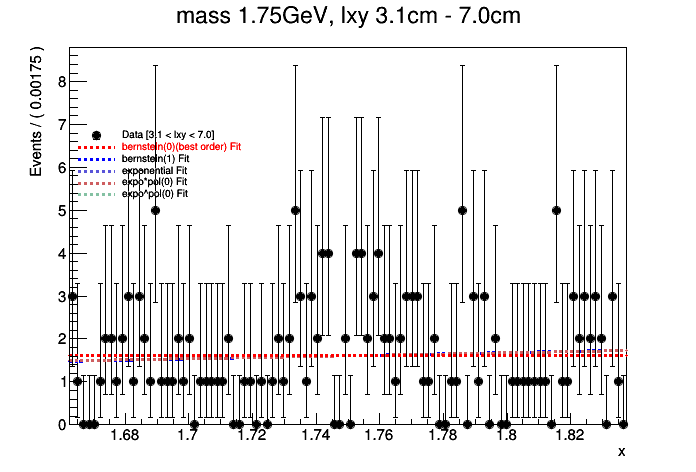 mass 1.75GeV, lxy 3.1cm - 7.0cm
Events / ( 0.00175 )
8
7
6
5
4
3
2
1
0
Data [3.1 < lxy < 7.0]
bernstein(0)(best order) Fit
bernstein(1) Fit
exponential Fit
expo*pol(0) Fit
expo^pol(0) Fit
1.68 1.7 1.72 1.74 1.76 1.78 1.8 1.82
x